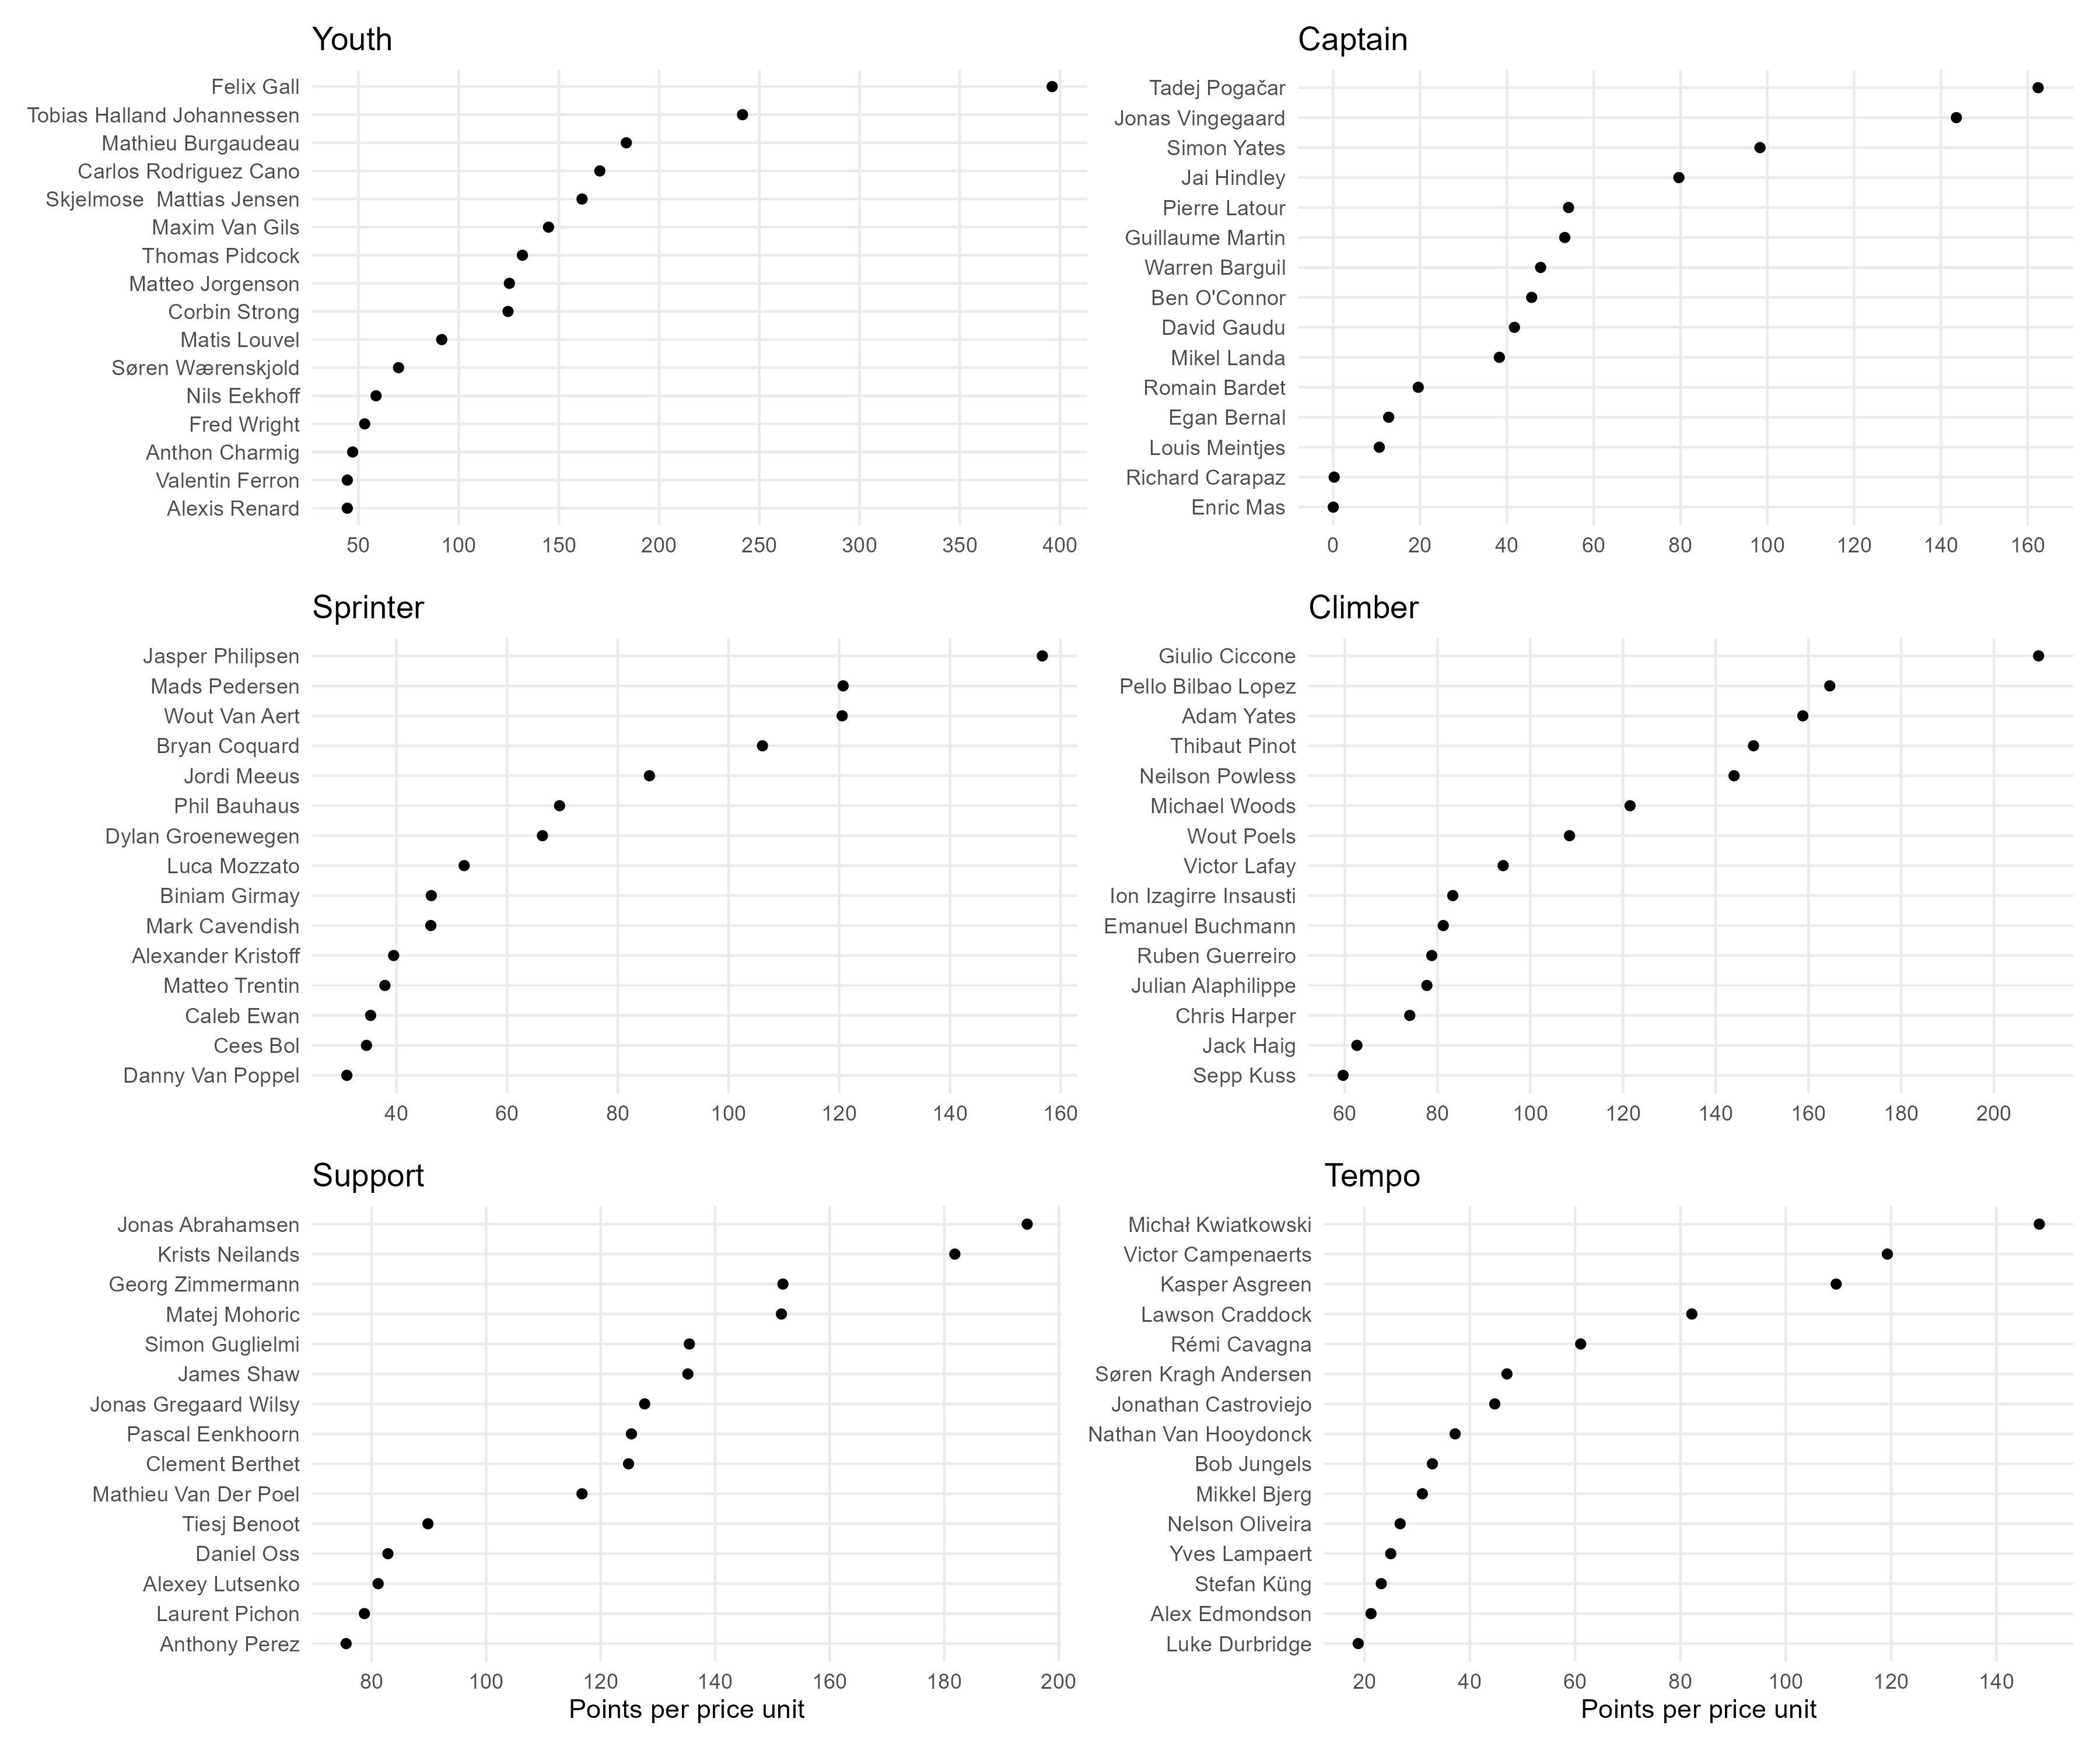 Youth
Felix Gall
Tobias Halland Johannessen
Mathieu Burgaudeau
Carlos Rodriguez Cano
Skjelmose  Mattias Jensen
Maxim Van Gils
Thomas Pidcock
Matteo Jorgenson
Corbin Strong
Matis Louvel
Søren Wærenskjold
Nils Eekhoff
Fred Wright
Anthon Charmig
Valentin Ferron
Alexis Renard
50 100 150 200 250 300 350 400
Captain
Tadej Pogačar
Jonas Vingegaard
Simon Yates
Jai Hindley
Pierre Latour
Guillaume Martin
Warren Barguil
Ben O'Connor
David Gaudu
Mikel Landa
Romain Bardet
Egan Bernal
Louis Meintjes
Richard Carapaz
Enric Mas
0 20 40 60 80 100 120 140 160
Sprinter
Jasper Philipsen
Mads Pedersen
Wout Van Aert
Bryan Coquard
Jordi Meeus
Phil Bauhaus
Dylan Groenewegen
Luca Mozzato
Biniam Girmay
Mark Cavendish
Alexander Kristoff
Matteo Trentin
Caleb Ewan
Cees Bol
Danny Van Poppel
40 60 80 100 120 140 160
Climber
Giulio Ciccone
Pello Bilbao Lopez
Adam Yates
Thibaut Pinot
Neilson Powless
Michael Woods
Wout Poels
Victor Lafay
Ion Izagirre Insausti
Emanuel Buchmann
Ruben Guerreiro
Julian Alaphilippe
Chris Harper
Jack Haig
Sepp Kuss
60 80 100 120 140 160 180 200
Support
Jonas Abrahamsen
Krists Neilands
Georg Zimmermann
Matej Mohoric
Simon Guglielmi
James Shaw
Jonas Gregaard Wilsy
Pascal Eenkhoorn
Clement Berthet
Mathieu Van Der Poel
Tiesj Benoot
Daniel Oss
Alexey Lutsenko
Laurent Pichon
Anthony Perez
80 100 120 140 160 180 200
Points per price unit
Tempo
Michał Kwiatkowski
Victor Campenaerts
Kasper Asgreen
Lawson Craddock
Rémi Cavagna
Søren Kragh Andersen
Jonathan Castroviejo
Nathan Van Hooydonck
Bob Jungels
Mikkel Bjerg
Nelson Oliveira
Yves Lampaert
Stefan Küng
Alex Edmondson
Luke Durbridge
20 40 60 80 100 120 140
Points per price unit